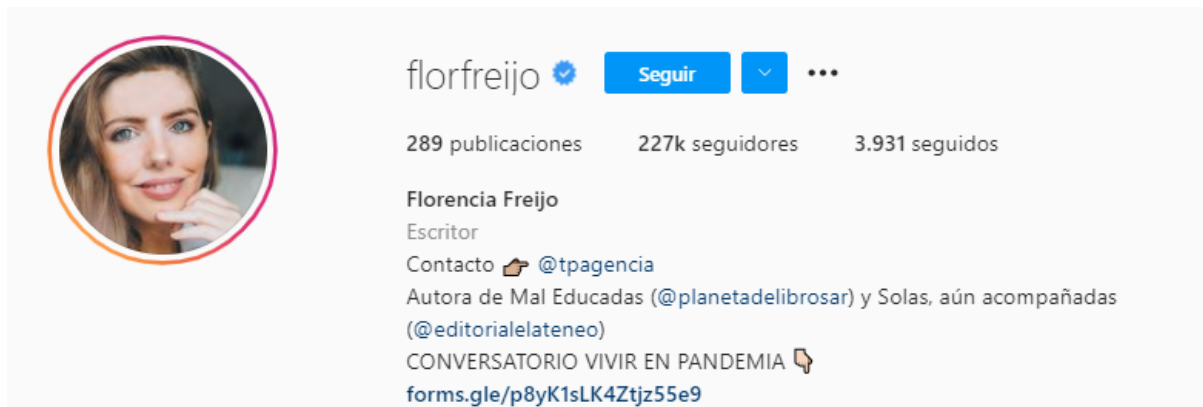 florfreijo Seguir
289 publicaciones 227k seguidores 3.931 seguidos
Florencia Freijo
Escritor
Contacto 👉🏼 @tpagencia
Autora de Mal Educadas (@planetadelibrosar) y Solas, aún acompañadas
(@editorialelateneo)
CONVERSATORIO VIVIR EN PANDEMIA 👇🏼
forms.gle/p8yK1sLK4Ztjz55e9